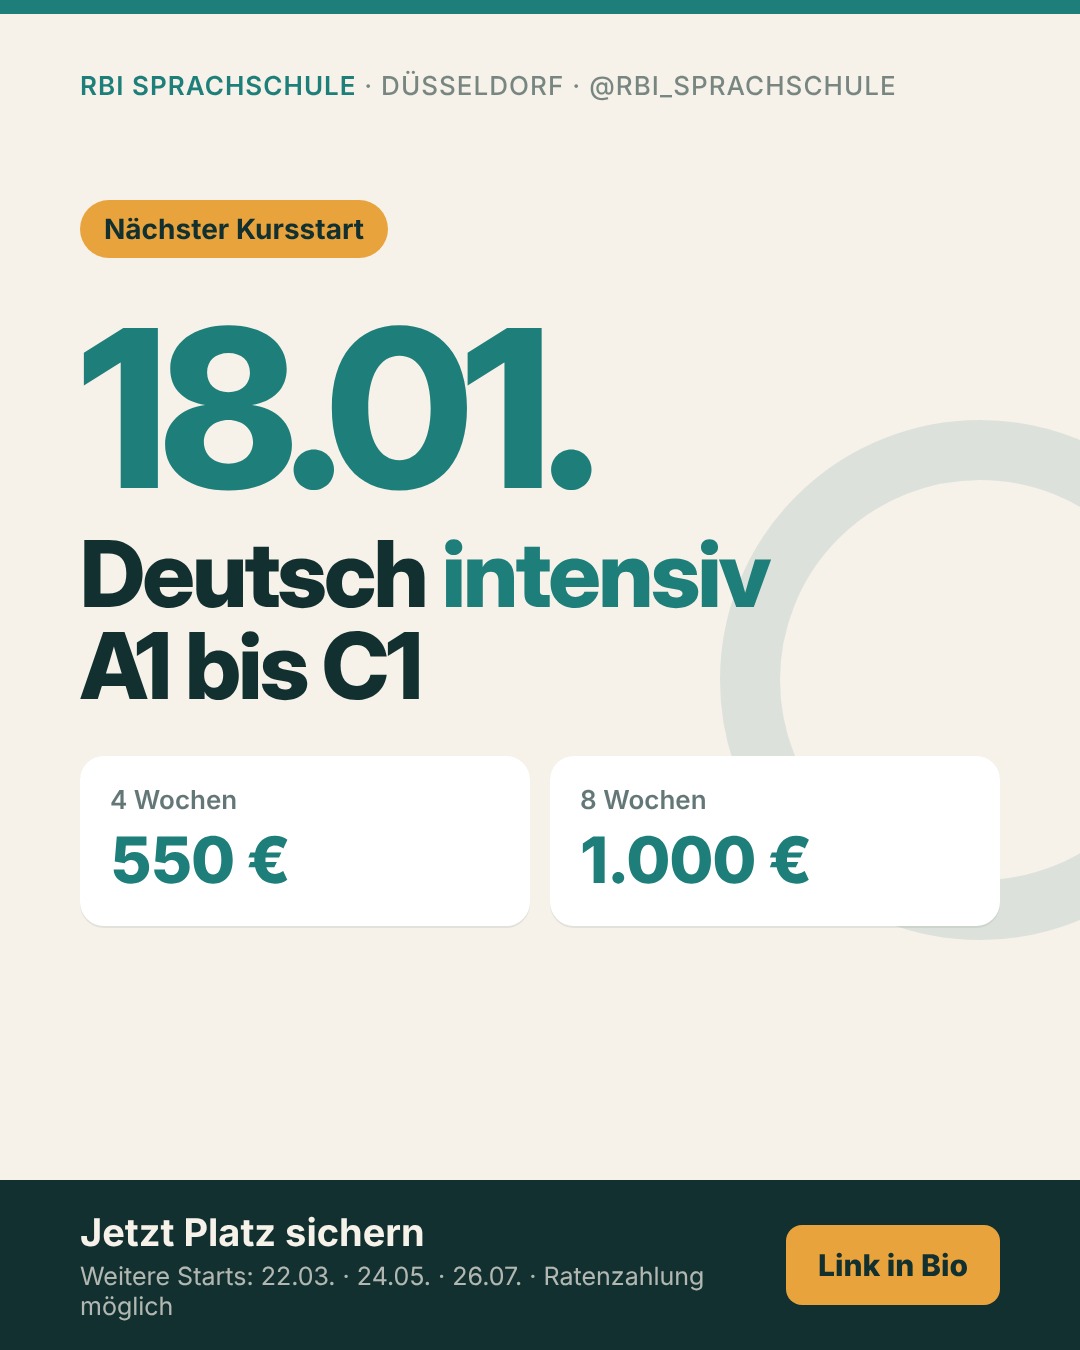 RBI SPRACHSCHULE · DÜSSELDORF · @RBI_SPRACHSCHULE
Nächster Kursstart
18.01.
Deutsch intensiv
A1 bis C1
4 Wochen
550 €
8 Wochen
1.000 €
Jetzt Platz sichern
Weitere Starts: 22.03. · 24.05. · 26.07. · Ratenzahlung
möglich
Link in Bio